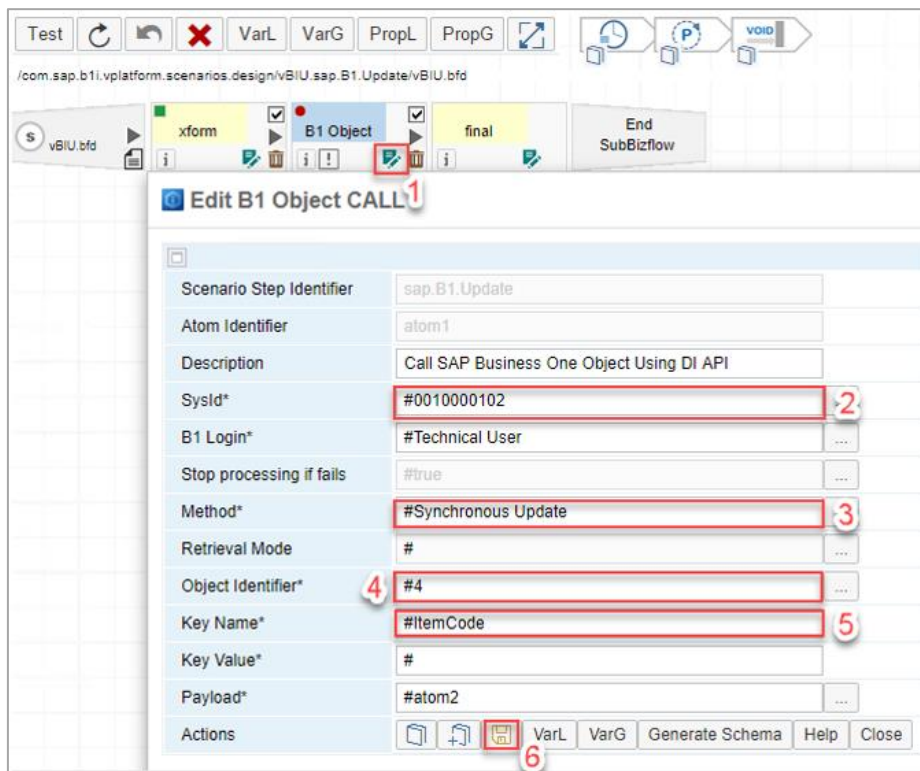 Test VarL VarG PropL PropG P VOID
/com.sap.b1i.vplatform.scenarios.design/vBIU.sap.B1.Update/vBIU.bfd
S vBIU.bfd xform B1 Object final End
SubBizflow
i i ! i
1
Edit B1 Object CALL
Scenario Step Identifier sap.B1.Update
Atom Identifier atom1
Description Call SAP Business One Object Using DI API
SysId* #0010000102 2
B1 Login* #Technical User ...
Stop processing if fails #true ...
Method* #Synchronous Update 3
Retrieval Mode # ...
Object Identifier* 4 #4 ...
Key Name* #ItemCode 5
Key Value* #
Payload* #atom2 ...
Actions VarL VarG Generate Schema Help Close
6